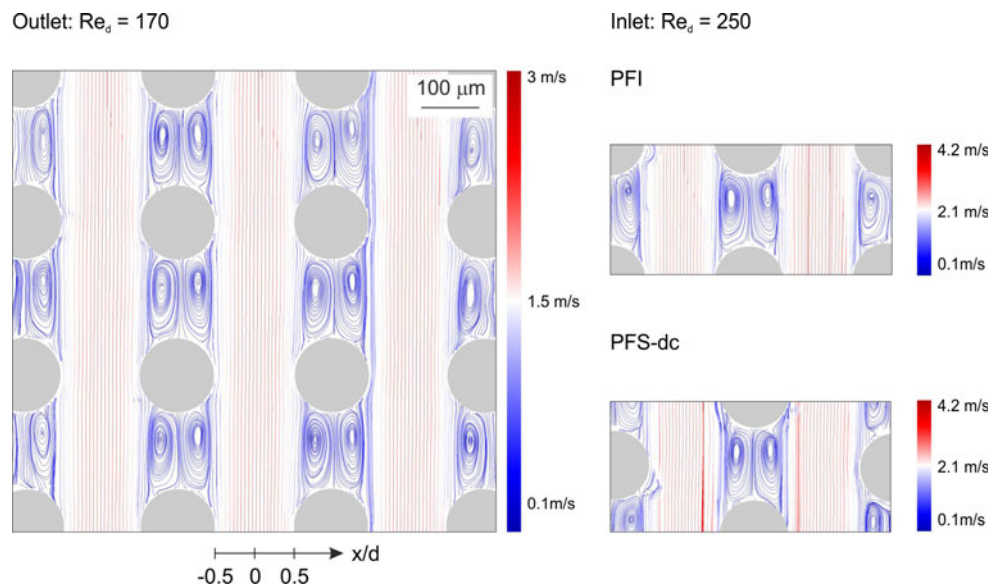 Outlet: Re_d = 170
Inlet: Re_d = 250
PFI
100 μm
3 m/s
1.5 m/s
0.1m/s
4.2 m/s
2.1 m/s
0.1m/s
PFS-dc
4.2 m/s
2.1 m/s
0.1m/s
x/d
-0.5 0 0.5